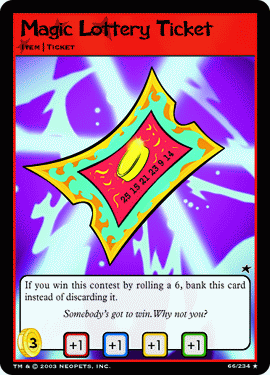 Magic Lottery Ticket
ITEM | TICKET
25 15 21 23 9 14
If you win this contest by rolling a 6, bank this card
instead of discarding it.
Somebody's got to win. Why not you?
3
+1 +1 +1 +1
TM & © 2003 NEOPETS, INC.
66/234 ★